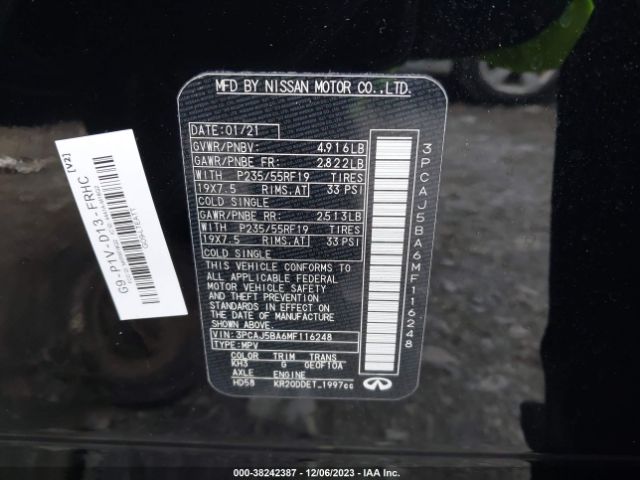 MFD BY NISSAN MOTOR CO.,LTD.
DATE:01/21
GVWR/PNBV: 4,916LB
GAWR/PNBE FR: 2,822LB
WITH P235/55RF19 TIRES
19X7.5 RIMS,AT 33 PSI
COLD SINGLE
GAWR/PNBE RR: 2,513LB
WITH P235/55RF19 TIRES
19X7.5 RIMS,AT 33 PSI
COLD SINGLE
THIS VEHICLE CONFORMS TO
ALL APPLICABLE FEDERAL
MOTOR VEHICLE SAFETY
AND THEFT PREVENTION
STANDARDS IN EFFECT ON
THE DATE OF MANUFACTURE
SHOWN ABOVE.
VIN:3PCAJ5BA6MF116248
TYPE:MPV
COLOR TRIM TRANS
KH3 G GE0F10A
AXLE ENGINE
HD58 KR20DDET 1997cc
INFINITI
3PCAJ5BA6MF116248
G9-P1V D13-FRHC (V2)
000-38242387 - 12/06/2023 - IAA Inc.